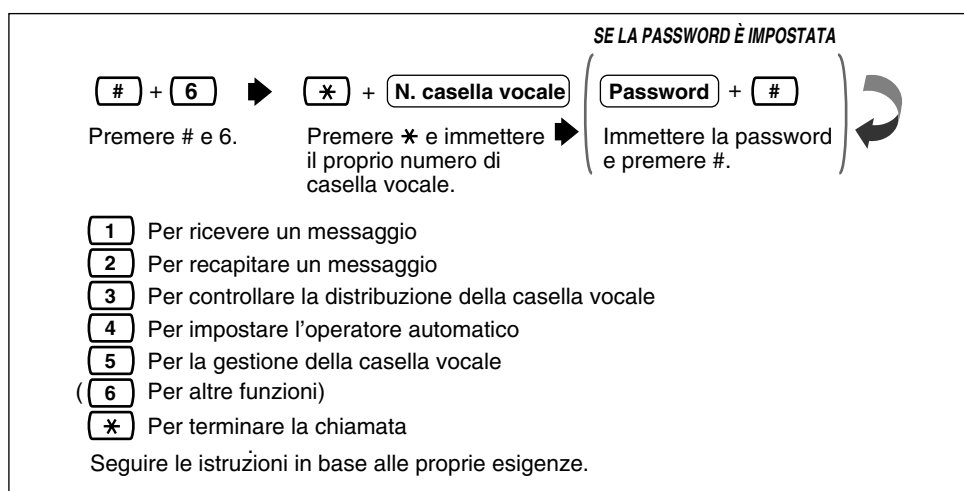 SE LA PASSWORD È IMPOSTATA
# + 6 * + N. casella vocale Password + #
Premere # e 6. Premere * e immettere Immettere la password
il proprio numero di e premere #.
casella vocale.
1 Per ricevere un messaggio
2 Per recapitare un messaggio
3 Per controllare la distribuzione della casella vocale
4 Per impostare l'operatore automatico
5 Per la gestione della casella vocale
(6 Per altre funzioni)
* Per terminare la chiamata
Seguire le istruzioni in base alle proprie esigenze.